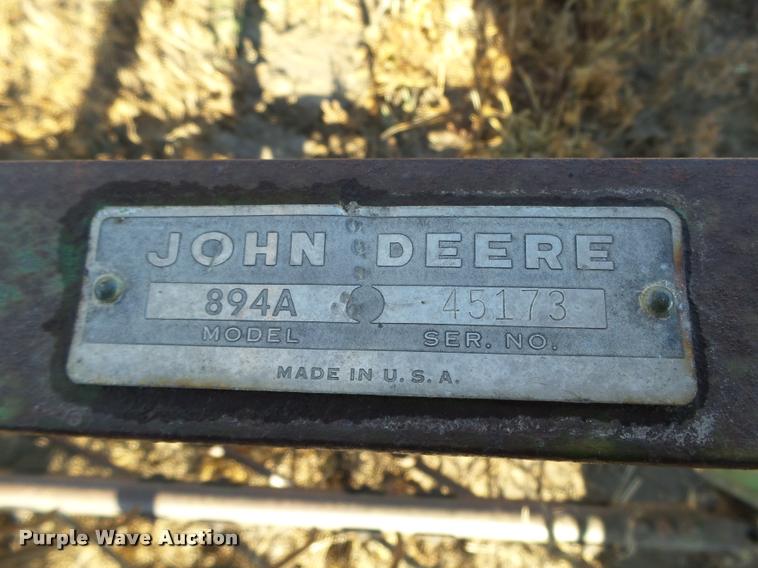 JOHN DEERE
894A 45173
MODEL SER. NO.
MADE IN U.S.A.
Purple Wave Auction